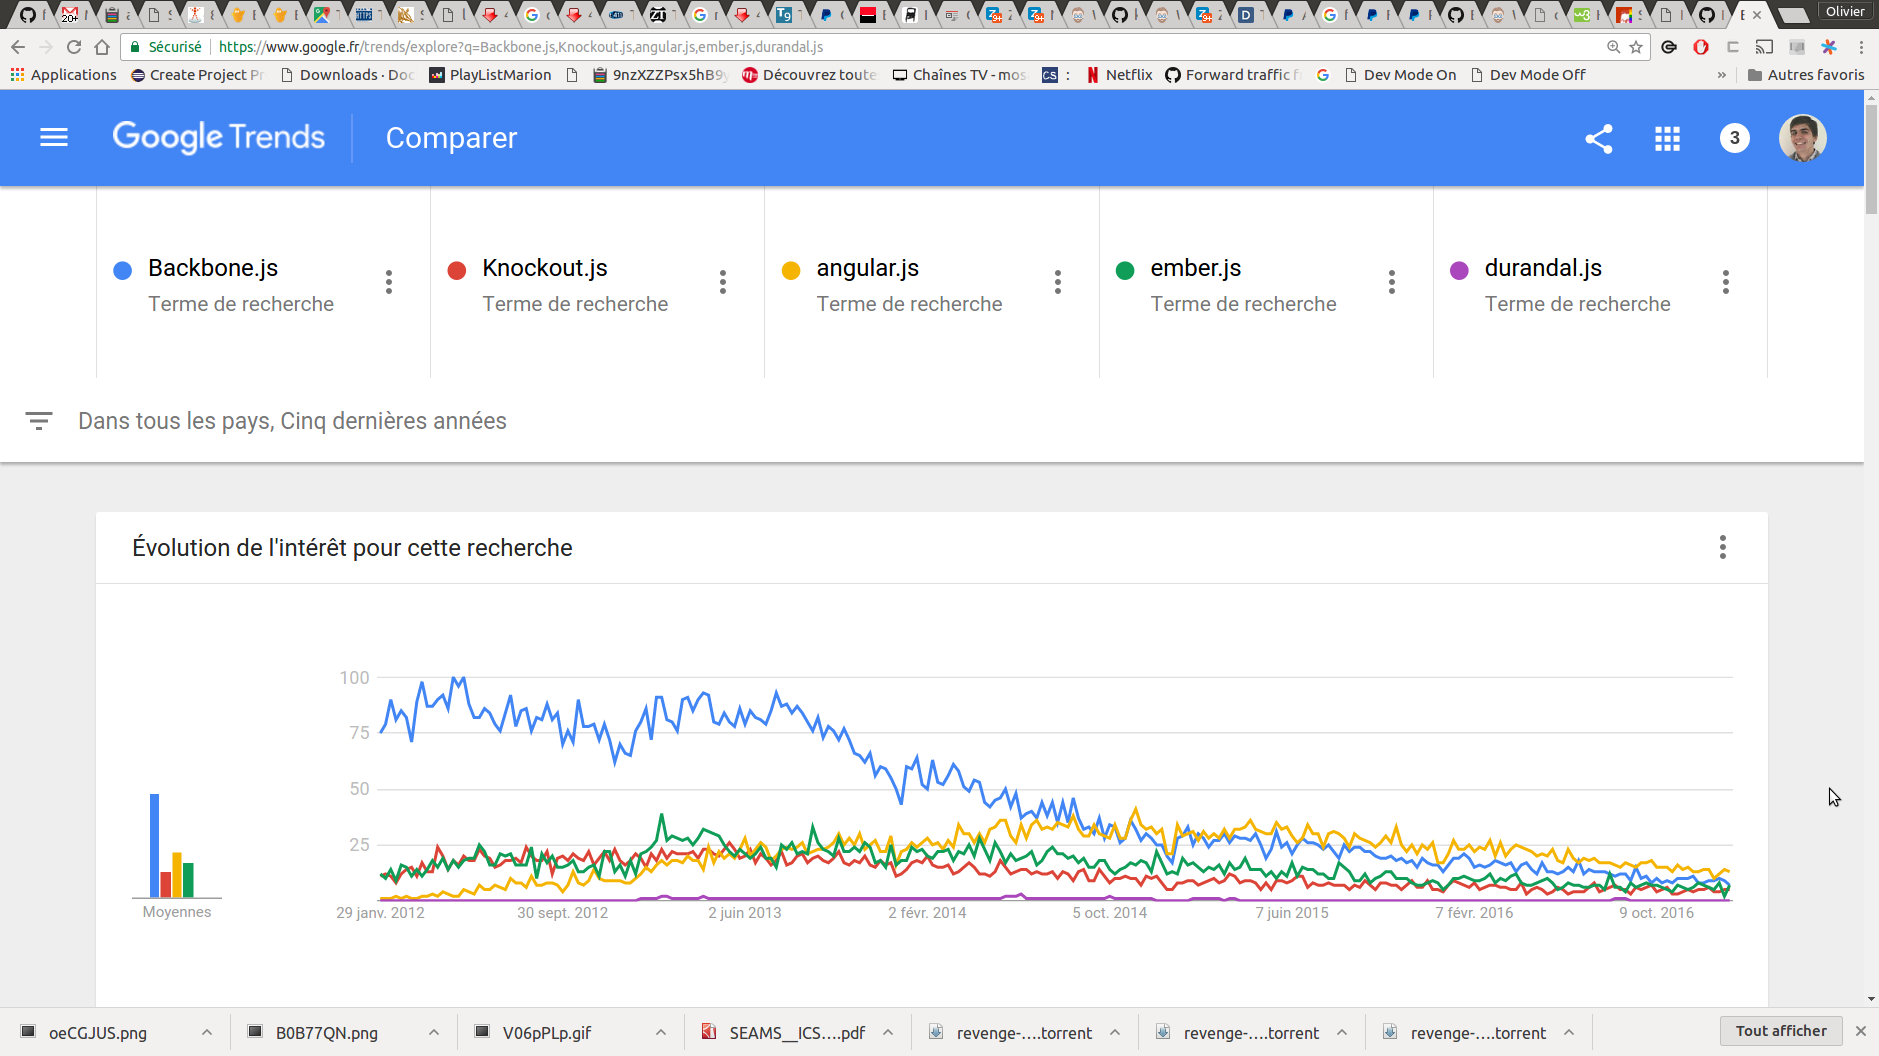 Olivier
Sécurisé https://www.google.fr/trends/explore?q=Backbone.js,Knockout.js,angular.js,ember.js,durandal.js
Applications Create Project P Downloads · Doc PlayListMarion 9nzXZZPsx5hB9 Découvrez toute Chaînes TV - mos : Netflix Forward traffic f Dev Mode On Dev Mode Off » Autres favoris
Google Trends Comparer 3
Backbone.js Knockout.js angular.js ember.js durandal.js
Terme de recherche Terme de recherche Terme de recherche Terme de recherche Terme de recherche
Dans tous les pays, Cinq dernières années
Évolution de l'intérêt pour cette recherche
100
75
50
25
Moyennes 29 janv. 2012 30 sept. 2012 2 juin 2013 2 févr. 2014 5 oct. 2014 7 juin 2015 7 févr. 2016 9 oct. 2016
oeCGJUS.png B0B77QN.png V06pPLp.gif SEAMS__ICS....pdf revenge-....torrent revenge-....torrent revenge-....torrent Tout afficher